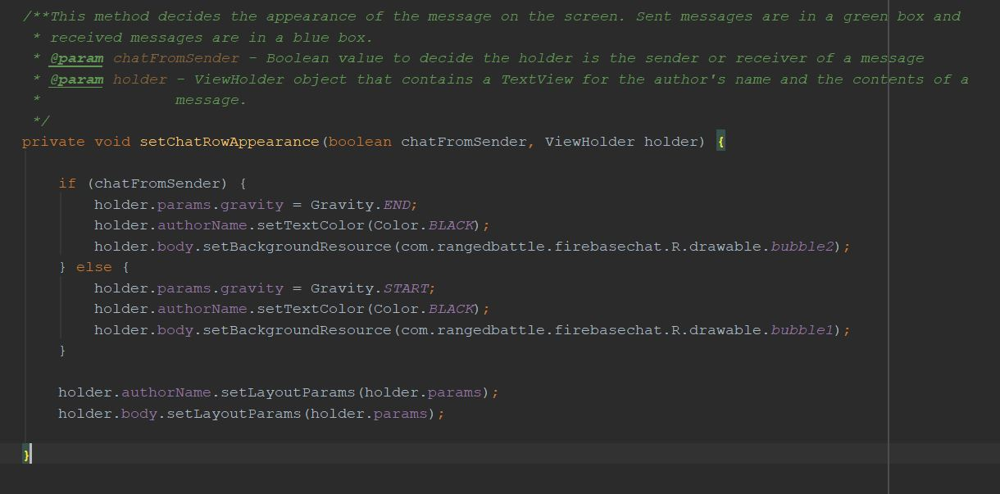 /**This method decides the appearance of the message on the screen. Sent messages are in a green box and
 * received messages are in a blue box.
 * @param chatFromSender - Boolean value to decide the holder is the sender or receiver of a message
 * @param holder - ViewHolder object that contains a TextView for the author's name and the contents of a
 *               message.
 */
private void setChatRowAppearance(boolean chatFromSender, ViewHolder holder) {
    if (chatFromSender) {
        holder.params.gravity = Gravity.END;
        holder.authorName.setTextColor(Color.BLACK);
        holder.body.setBackgroundResource(com.rangedbattle.firebasechat.R.drawable.bubble2);
    } else {
        holder.params.gravity = Gravity.START;
        holder.authorName.setTextColor(Color.BLACK);
        holder.body.setBackgroundResource(com.rangedbattle.firebasechat.R.drawable.bubble1);
    }
    holder.authorName.setLayoutParams(holder.params);
    holder.body.setLayoutParams(holder.params);
}